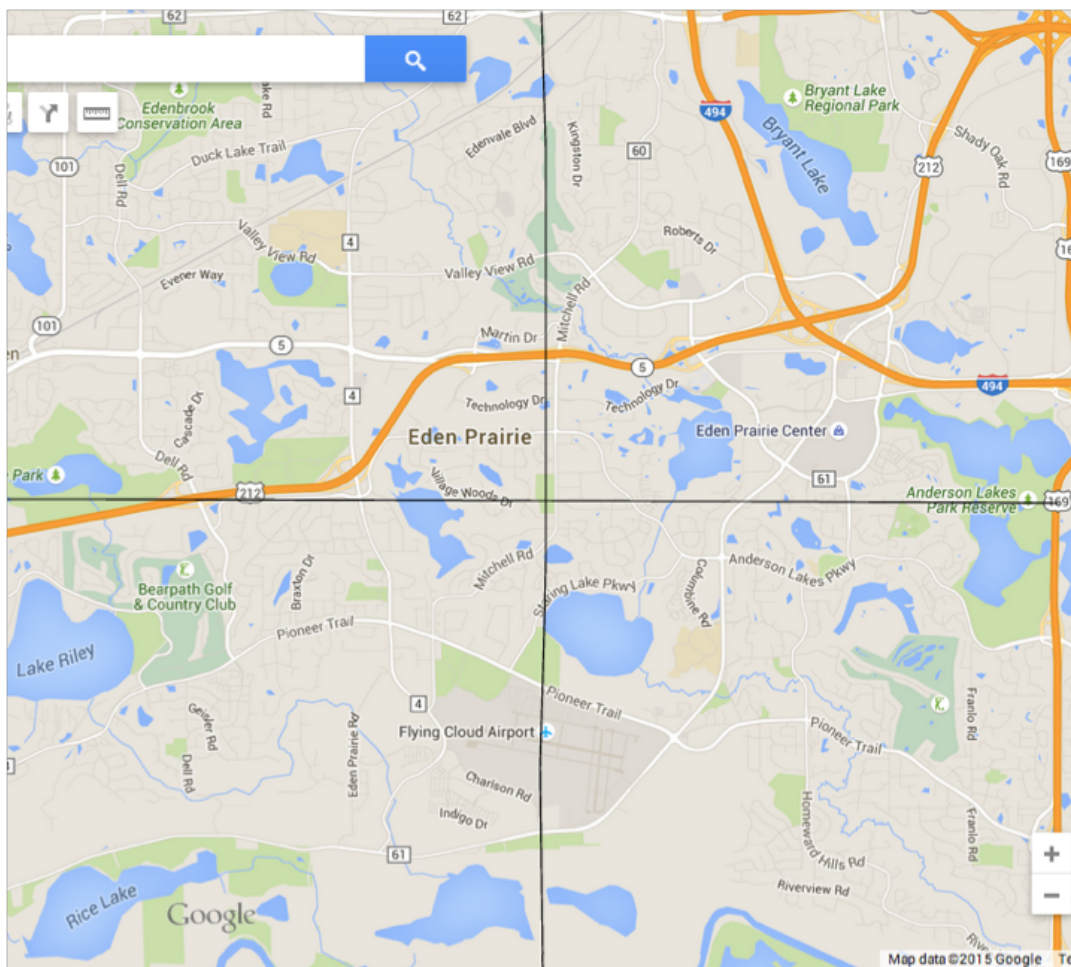 62
62
Edenbrook
Conservation Area
Bryant Lake
Regional Park
494
Bryant Lake
Shady Oak Rd
Kingston Dr
Edenvale Blvd
60
Duck Lake Trail
101
Dell Rd
212
169
4
Valley View Rd
Valley View Rd
Roberts Dr
Evener Way
Mitchell Rd
101
5
Martin Dr
5
494
4
Technology Dr
Technology Dr
Cascade Dr
Eden Prairie
Eden Prairie Center
Dell Rd
Park
61
Village Woods Dr
212
Anderson Lakes
Park Reserve
169
Mitchell Rd
Anderson Lakes Pkwy
Braxton Dr
Bearpath Golf
& Country Club
Staring Lake Pkwy
Columbine Rd
Pioneer Trail
Lake Riley
4
Pioneer Trail
Franlo Rd
Geisler Rd
Flying Cloud Airport
Pioneer Trail
Eden Prairie Rd
Dell Rd
Charlson Rd
Indigo Dr
Homeward Hills Rd
Franlo Rd
61
Riverview Rd
Rice Lake
Google
Map data ©2015 Google